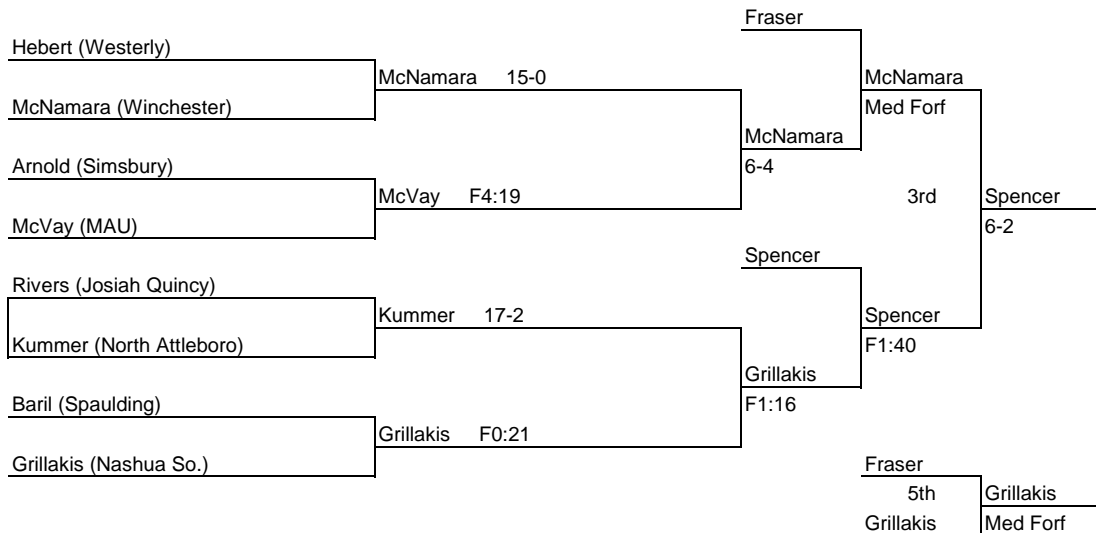 Fraser
Hebert (Westerly)
McNamara 15-0
McNamara
McNamara (Winchester)
Med Forf
McNamara
Arnold (Simsbury)
6-4
McVay F4:19
3rd
Spencer
McVay (MAU)
6-2
Spencer
Rivers (Josiah Quincy)
Kummer 17-2
Spencer
Kummer (North Attleboro)
F1:40
Grillakis
Baril (Spaulding)
F1:16
Grillakis F0:21
Grillakis (Nashua So.)
Fraser
5th
Grillakis
Grillakis
Med Forf